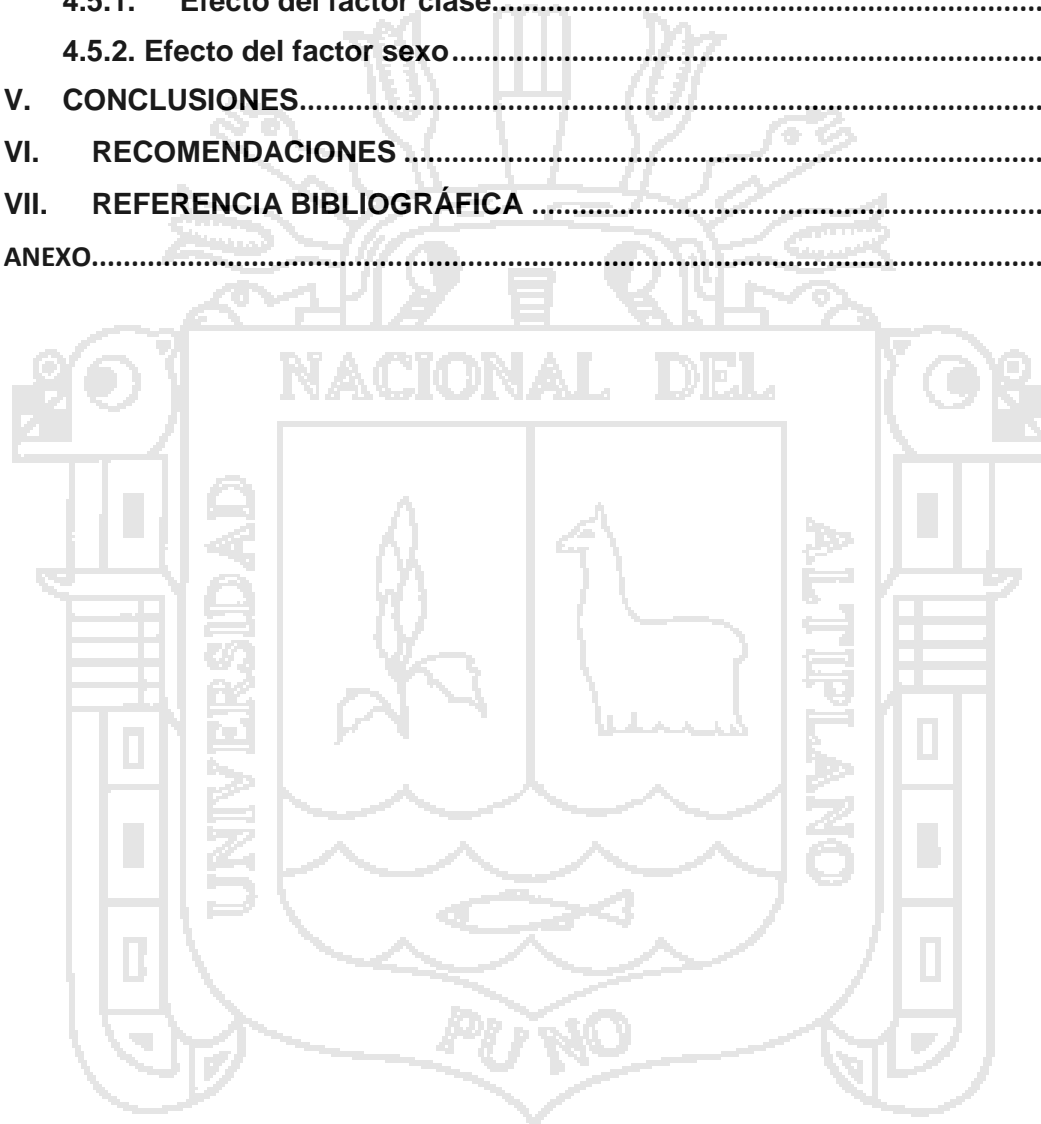 4.5.1. Efecto del factor clase..........................................................................
4.5.2. Efecto del factor sexo..........................................................................
V. CONCLUSIONES..........................................................................
VI. RECOMENDACIONES ..........................................................................
VII. REFERENCIA BIBLIOGRÁFICA ..........................................................................
ANEXO..........................................................................
NACIONAL DEL
UNIVERSIDAD
ALTIPLANO
PUNO